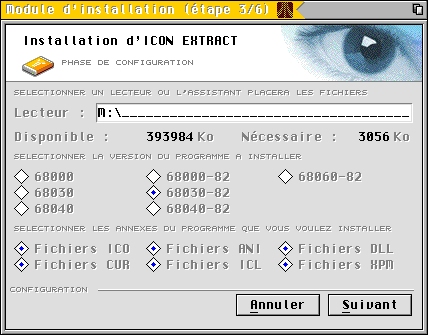 Module d'installation (étape 3/6)
Installation d'ICON EXTRACT
PHASE DE CONFIGURATION
SELECTIONNER UN LECTEUR OU L'ASSISTANT PLACERA LES FICHIERS
Lecteur : M:\______________________________________
Disponible : 393984 Ko Nécessaire : 3056 Ko
SELECTIONNER LA VERSION DU PROGRAMME A INSTALLER
68000 68000-82 68060-82
68030 68030-82
68040 68040-82
SELECTIONNER LES ANNEXES DU PROGRAMME QUE VOUS VOULEZ INSTALLER
Fichiers ICO Fichiers ANI Fichiers DLL
Fichiers CUR Fichiers ICL Fichiers XPM
CONFIGURATION
Annuler Suivant